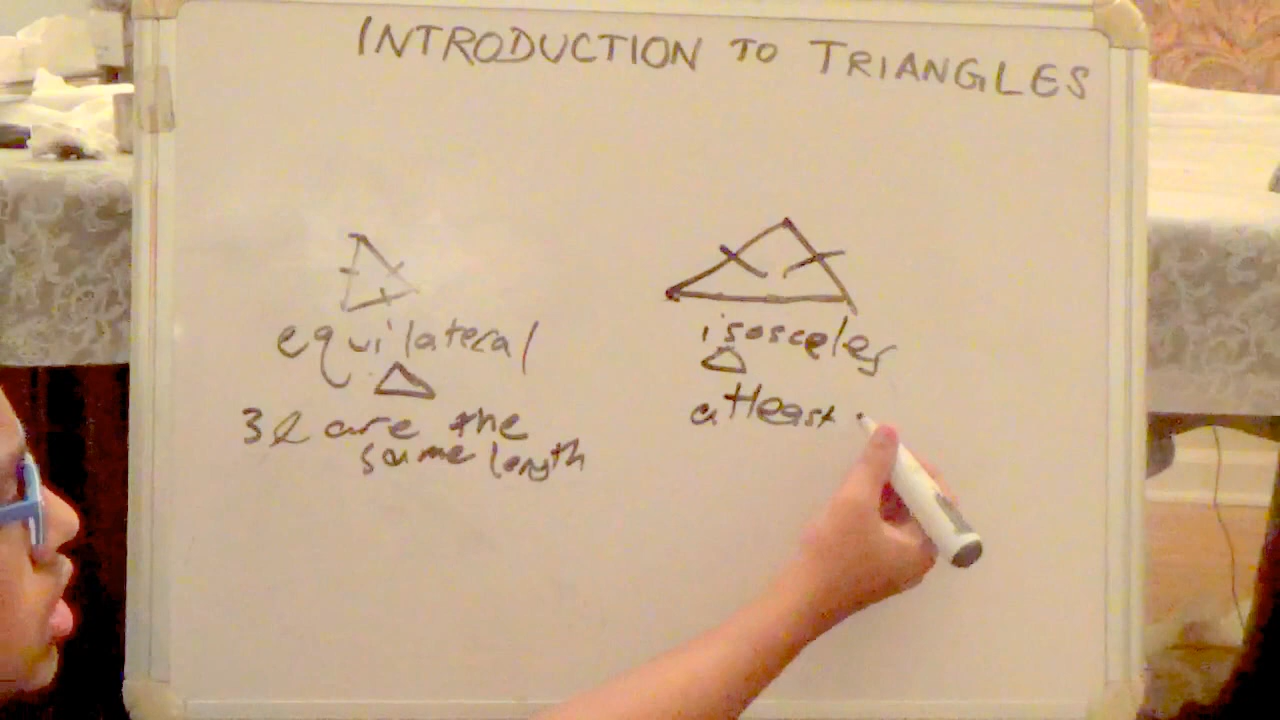 INTRODUCTION TO TRIANGLES
equilateral
3 l are the
same length
isosceles
atleast